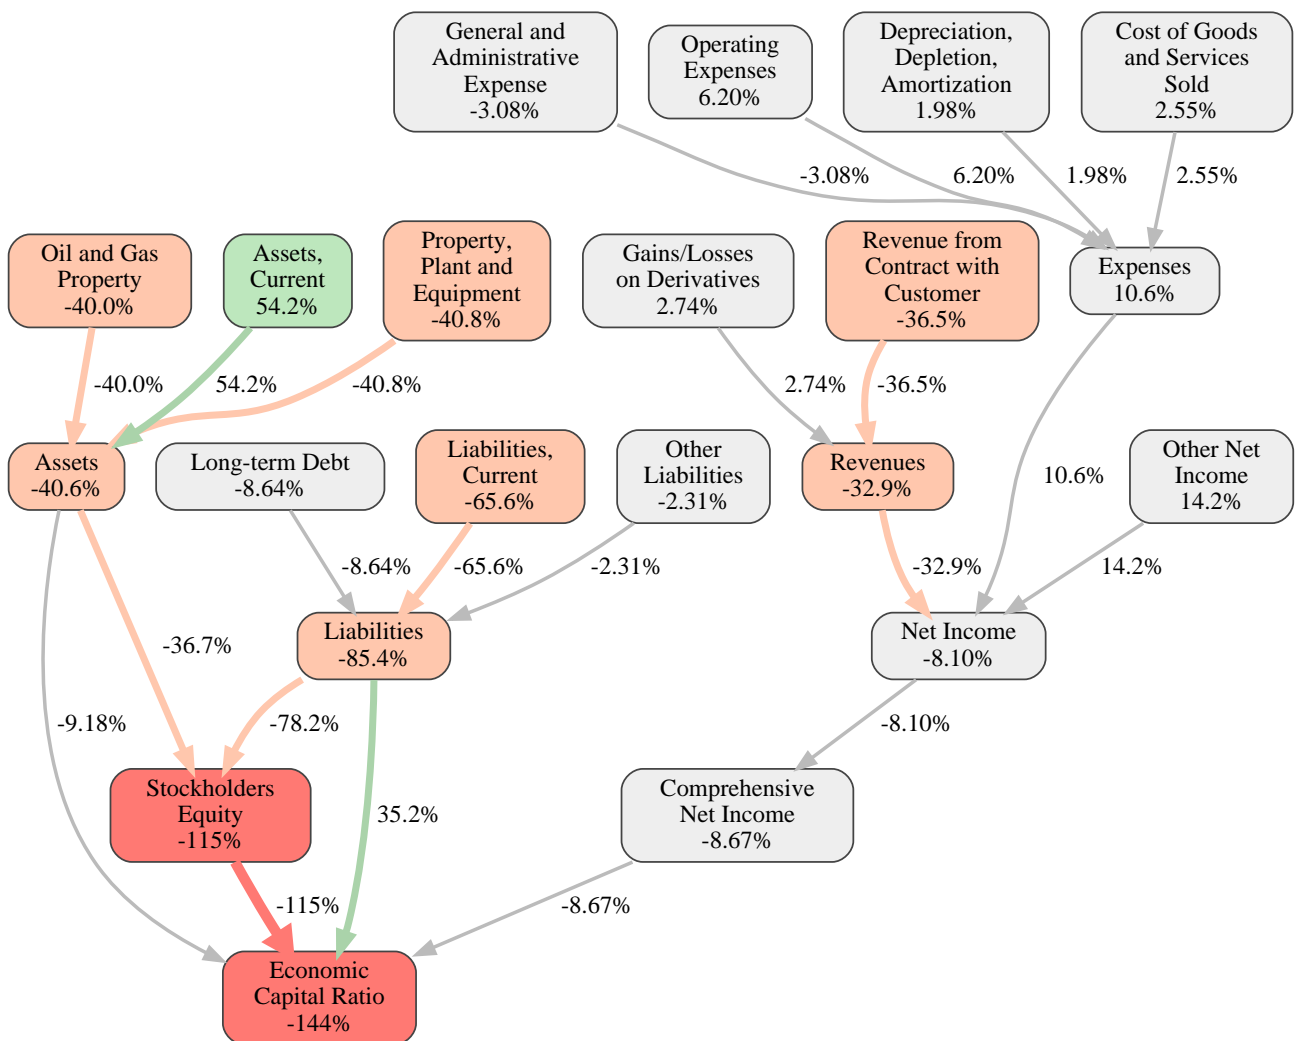 General and
Administrative
Expense
-3.08%
Operating
Expenses
6.20%
Depreciation,
Depletion,
Amortization
1.98%
Cost of Goods
and Services
Sold
2.55%
-3.08%
6.20%
1.98%
2.55%
Oil and Gas
Property
-40.0%
Assets,
Current
54.2%
Property,
Plant and
Equipment
-40.8%
Gains/Losses
on Derivatives
2.74%
Revenue from
Contract with
Customer
-36.5%
Expenses
10.6%
-40.0%
54.2%
-40.8%
2.74%
-36.5%
Assets
-40.6%
Long-term Debt
-8.64%
Liabilities,
Current
-65.6%
Other
Liabilities
-2.31%
Revenues
-32.9%
10.6%
Other Net
Income
14.2%
-8.64%
-65.6%
-2.31%
-32.9%
14.2%
-36.7%
Liabilities
-85.4%
Net Income
-8.10%
-9.18%
-78.2%
-8.10%
Stockholders
Equity
-115%
35.2%
Comprehensive
Net Income
-8.67%
-115%
-8.67%
Economic
Capital Ratio
-144%